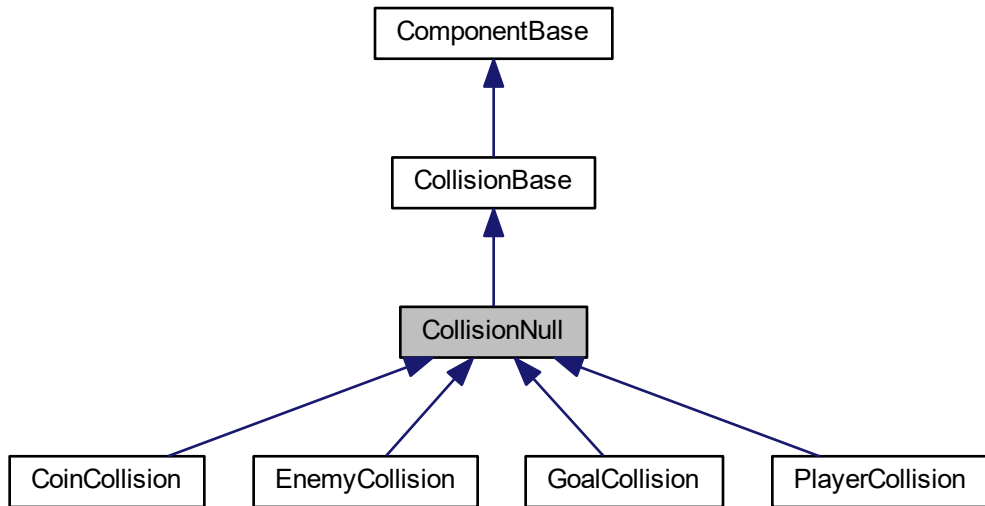 ComponentBase
CollisionBase
CollisionNull
CoinCollision
EnemyCollision
GoalCollision
PlayerCollision